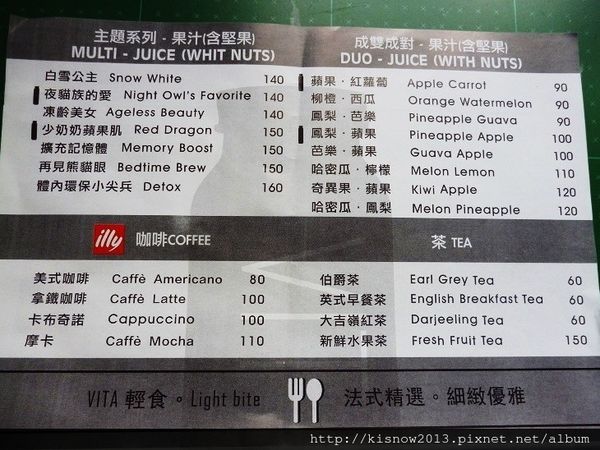 主題系列 - 果汁(含堅果)
MULTI - JUICE (WHIT NUTS)
白雪公主 Snow White 140
夜貓族的愛 Night Owl's Favorite 140
凍齡美女 Ageless Beauty 140
少奶奶蘋果肌 Red Dragon 150
擴充記憶體 Memory Boost 150
再見熊貓眼 Bedtime Brew 150
體內環保小尖兵 Detox 160
成雙成對 - 果汁(含堅果)
DUO - JUICE (WITH NUTS)
蘋果·紅蘿蔔 Apple Carrot 90
柳橙·西瓜 Orange Watermelon 90
鳳梨·芭樂 Pineapple Guava 90
鳳梨·蘋果 Pineapple Apple 100
芭樂·蘋果 Guava Apple 100
哈密瓜·檸檬 Melon Lemon 110
奇異果·蘋果 Kiwi Apple 120
哈密瓜·鳳梨 Melon Pineapple 120
illy 咖啡COFFEE
美式咖啡 Caffè Americano 80
拿鐵咖啡 Caffè Latte 100
卡布奇諾 Cappuccino 100
摩卡 Caffè Mocha 110
茶 TEA
伯爵茶 Earl Grey Tea 60
英式早餐茶 English Breakfast Tea 60
大吉嶺紅茶 Darjeeling Tea 60
新鮮水果茶 Fresh Fruit Tea 150
VITA 輕食。Light bite 法式精選。細緻優雅
http://kisnow2013.pixnet.net/album